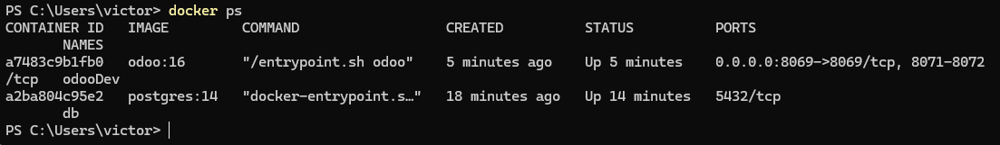 PS C:\Users\victor> docker ps
CONTAINER ID   IMAGE         COMMAND                  CREATED          STATUS          PORTS
        NAMES
a7483c9b1fb0   odoo:16       "/entrypoint.sh odoo"    5 minutes ago    Up 5 minutes    0.0.0.0:8069->8069/tcp, 8071-8072
/tcp   odooDev
a2ba804c95e2   postgres:14   "docker-entrypoint.s…"   18 minutes ago   Up 14 minutes   5432/tcp
        db
PS C:\Users\victor>